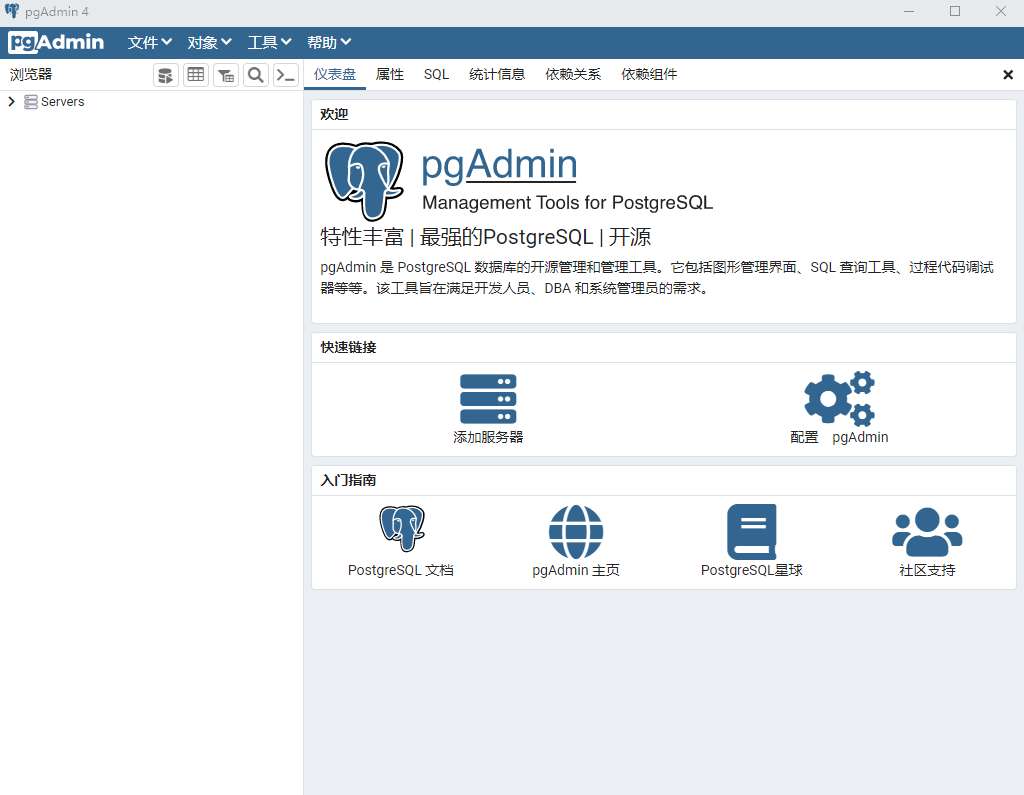 pgAdmin 4
pgAdmin 文件 对象 工具 帮助
浏览器
仪表盘 属性 SQL 统计信息 依赖关系 依赖组件
Servers
欢迎
pgAdmin
Management Tools for PostgreSQL
特性丰富 | 最强的PostgreSQL | 开源
pgAdmin 是 PostgreSQL 数据库的开源管理和管理工具。它包括图形管理界面、SQL 查询工具、过程代码调试
器等等。该工具旨在满足开发人员、DBA 和系统管理员的需求。
快速链接
添加服务器 配置 pgAdmin
入门指南
PostgreSQL 文档 pgAdmin 主页 PostgreSQL星球 社区支持